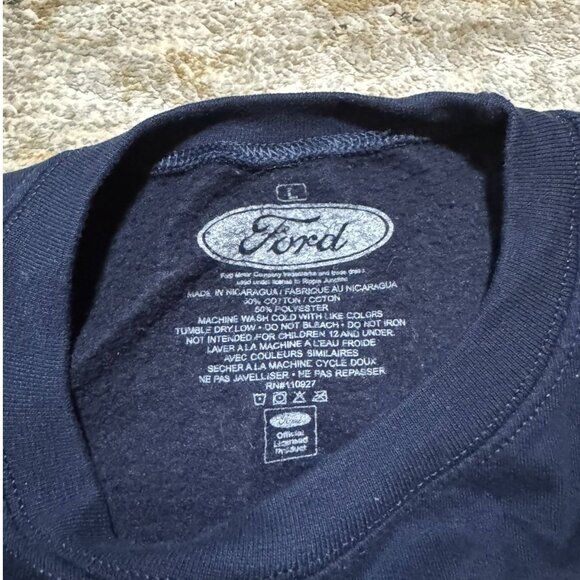 L
Ford
Ford Motor Company trademarks and trade dress
used under license to Ripple Junction
MADE IN NICARAGUA / FABRIQUE AU NICARAGUA
50% COTTON / COTON
50% POLYESTER
MACHINE WASH COLD WITH LIKE COLORS
TUMBLE DRY LOW • DO NOT BLEACH • DO NOT IRON
NOT INTENDED FOR CHILDREN 12 AND UNDER.
LAVER A LA MACHINE A L'EAU FROIDE
AVEC COULEURS SIMILAIRES
SECHER A LA MACHINE CYCLE DOUX
NE PAS JAVELLISER • NE PAS REPASSER
RN#110927
Ford
Official
Licensed
Product